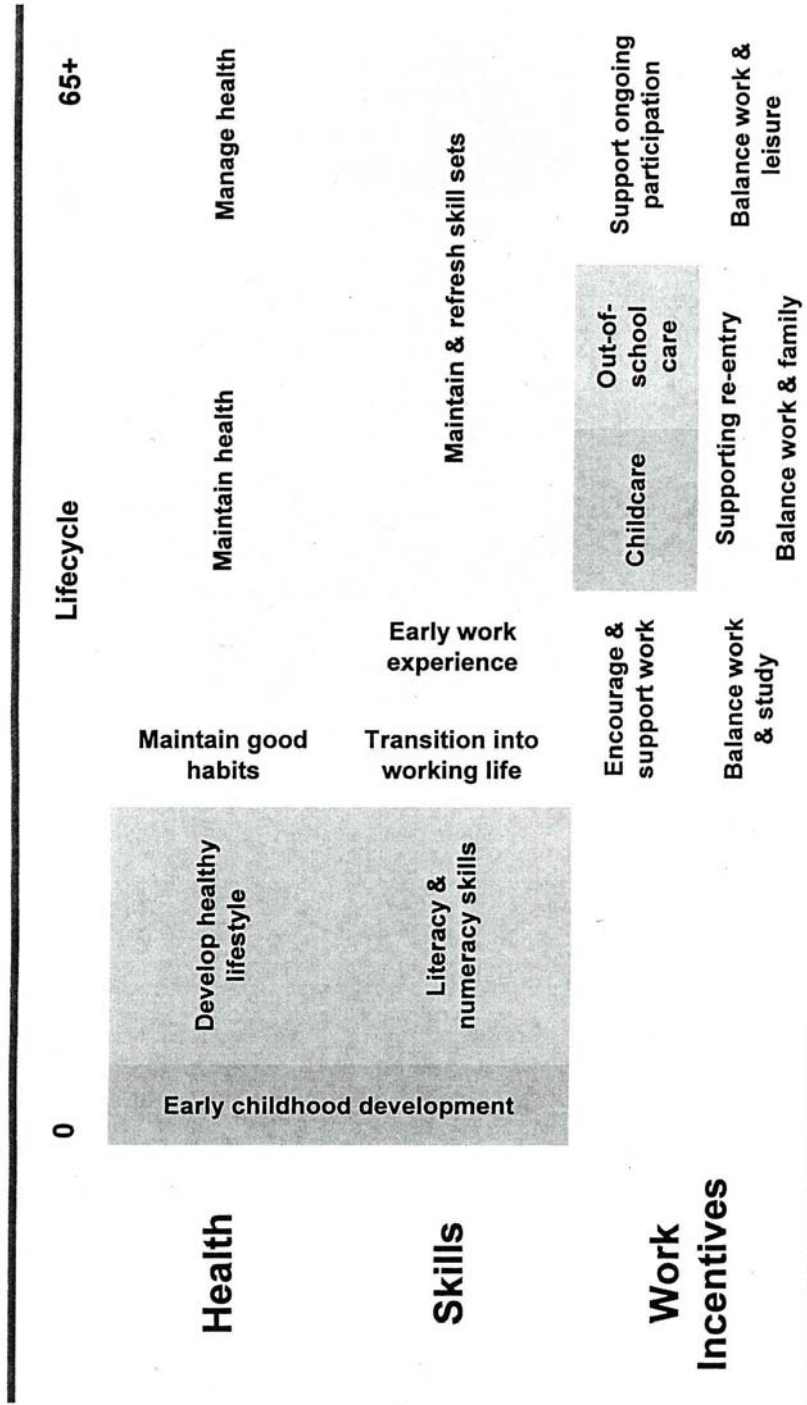 Lifecycle
0
65+
Health
Early childhood development
Develop healthy
lifestyle
Maintain good
habits
Maintain health
Manage health
Skills
Literacy &
numeracy skills
Transition into
working life
Early work
experience
Maintain & refresh skill sets
Work
Incentives
Encourage &
support work
Childcare
Out-of-
school
care
Support ongoing
participation
Balance work
& study
Supporting re-entry
Balance work & family
Balance work &
leisure